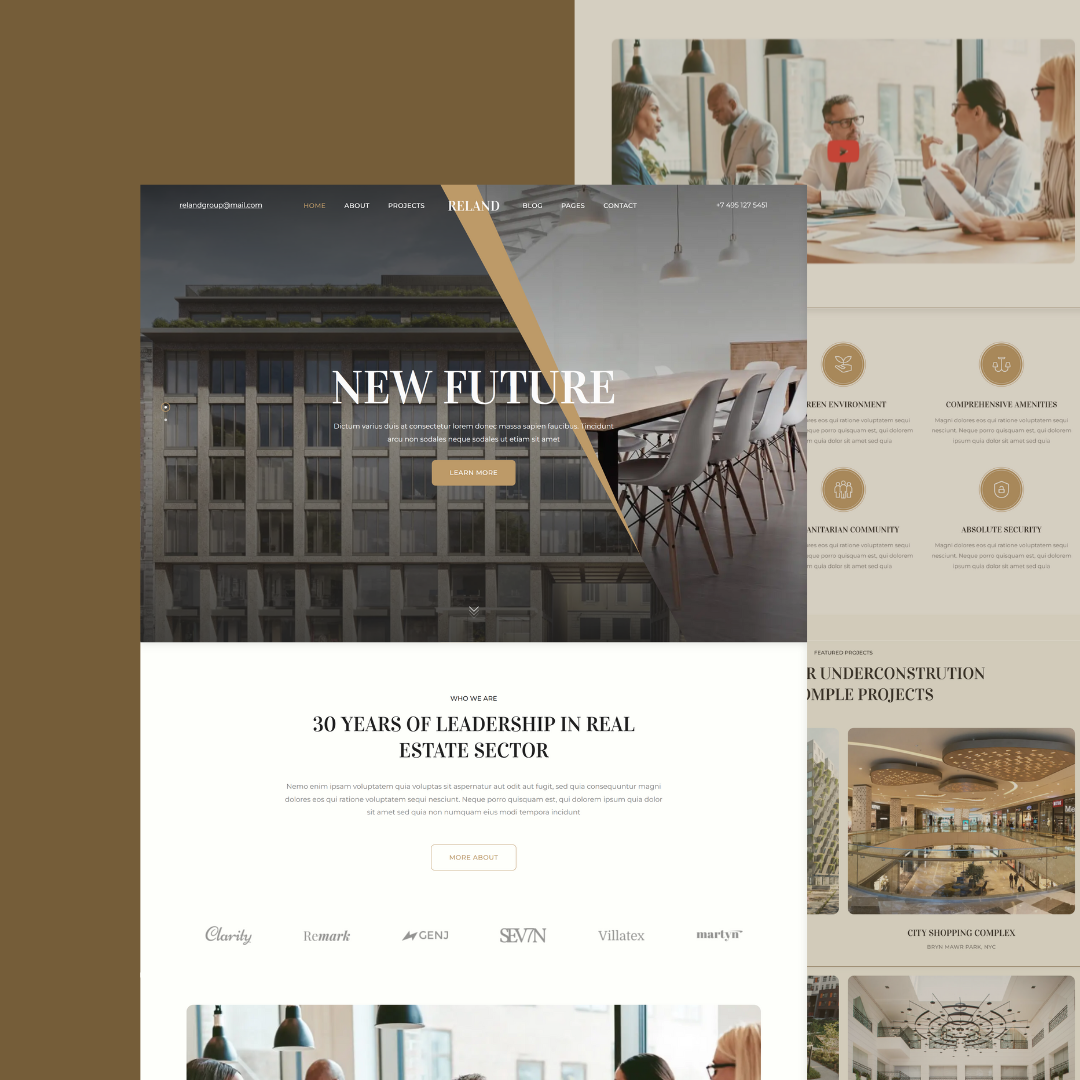 relandgroup@mail.com HOME ABOUT PROJECTS RELAND BLOG PAGES CONTACT +7 495 127 5451
NEW FUTURE
Dictum varius duis at consectetur lorem donec massa sapien faucibus. Tincidunt
arcu non sodales neque sodales ut etiam sit amet
LEARN MORE
WHO WE ARE
30 YEARS OF LEADERSHIP IN REAL
ESTATE SECTOR
Nemo enim ipsam voluptatem quia voluptas sit aspernatur aut odit aut fugit, sed quia consequuntur magni
dolores eos qui ratione voluptatem sequi nesciunt. Neque porro quisquam est, qui dolorem ipsum quia dolor
sit amet sed quia non numquam eius modi tempora incidunt
MORE ABOUT
Clarity Remark GENJ SEV7N Villatex martyn
REEN ENVIRONMENT
ores eos qui ratione voluptatem sequi
que porro quisquam est, qui dolorem
m quia dolor sit amet sed quia
COMPREHENSIVE AMENITIES
Magni dolores eos qui ratione voluptatem sequi
nesciunt. Neque porro quisquam est, qui dolorem
ipsum quia dolor sit amet sed quia
ANITARIAN COMMUNITY
ores eos qui ratione voluptatem sequi
que porro quisquam est, qui dolorem
m quia dolor sit amet sed quia
ABSOLUTE SECURITY
Magni dolores eos qui ratione voluptatem sequi
nesciunt. Neque porro quisquam est, qui dolorem
ipsum quia dolor sit amet sed quia
FEATURED PROJECTS
R UNDERCONSTRUTION
OMPLE PROJECTS
CITY SHOPPING COMPLEX
BRYN MAWR PARK, NYC